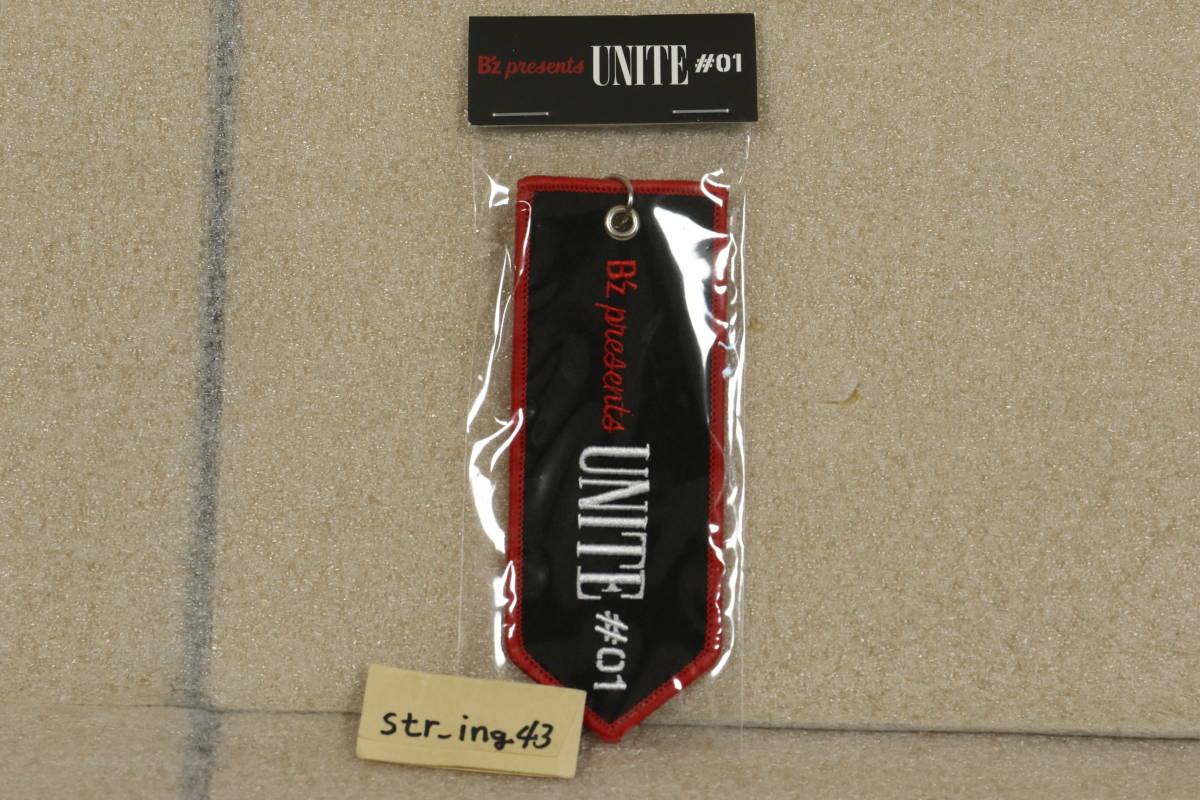 B'z presents UNITE #01
B'z presents UNITE #01
str_ing43